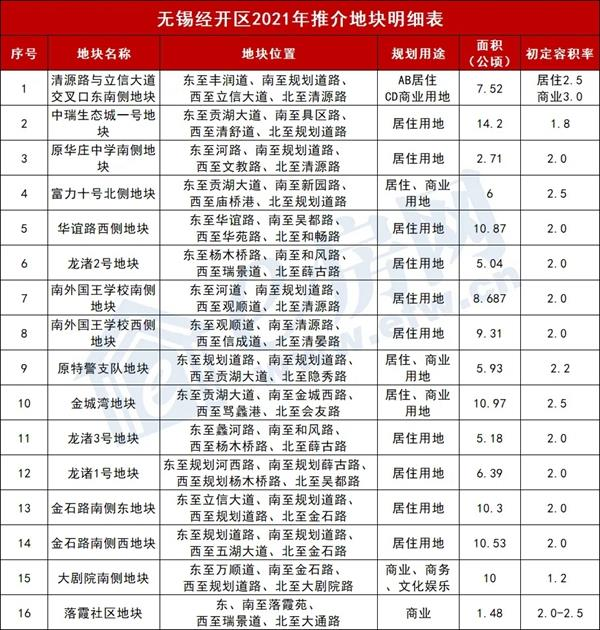 无锡经开区2021年推介地块明细表
序号 地块名称 地块位置 规划用途 面积（公顷） 初定容积率
1 清源路与立信大道交叉口东南侧地块 东至丰润道、南至规划道路、西至立信大道、北至清源路 AB居住CD商业用地 7.52 居住2.5商业3.0
2 中瑞生态城一号地块 东至贡湖大道、南至具区路、西至清舒道、北至规划道路 居住用地 14.2 1.8
3 原华庄中学南侧地块 东至河路、南至规划道路、西至文教路、北至清源路 居住用地 2.71 2.0
4 富力十号北侧地块 东至贡湖大道、南至新园路、西至庙桥港、北至规划道路 居住、商业用地 6 2.5
5 华谊路西侧地块 东至华谊路、南至吴都路、西至华苑路、北至和畅路 居住用地 10.87 2.0
6 龙渚2号地块 东至杨木桥路、南至和风路、西至瑞景道、北至薛古路 居住用地 5.04 2.0
7 南外国王学校南侧地块 东至河道、南至规划道路、西至观顺道、北至清源路 居住用地 8.687 2.0
8 南外国王学校西侧地块 东至观顺道、南至清源路、西至信成道、北至清晏路 居住用地 9.31 2.0
9 原特警支队地块 东至规划道路、南至规划道路、西至贡湖大道、北至隐秀路 居住、商业用地 5.93 2.2
10 金城湾地块 东至贡湖大道、南至金城西路、西至骂蠡港、北至会友路 居住、商业用地 10.97 2.5
11 龙渚3号地块 东至蠡河路、南至和风路、西至杨木桥路、北至薛古路 居住用地 5.18 2.0
12 龙渚1号地块 东至规划河西路、南至规划薛古路、西至规划杨木桥路、北至吴都路 居住用地 6.39 2.0
13 金石路南侧东地块 东至立信大道、南至规划道路、西至规划道路、北至金石路 居住用地 10.3 2.0
14 金石路南侧西地块 东至规划道路、南至规划道路、西至五湖大道、北至金石路 居住用地 10.53 2.0
15 大剧院南侧地块 东至万顺道、南至金石路、西至规划道路、北至大剧院路 商业、商务、文化娱乐 10 1.2
16 落霞社区地块 东、南至落霞苑、西至瑞景道、北至大通路 商业 1.48 2.0-2.5
房网
www.efw.cn